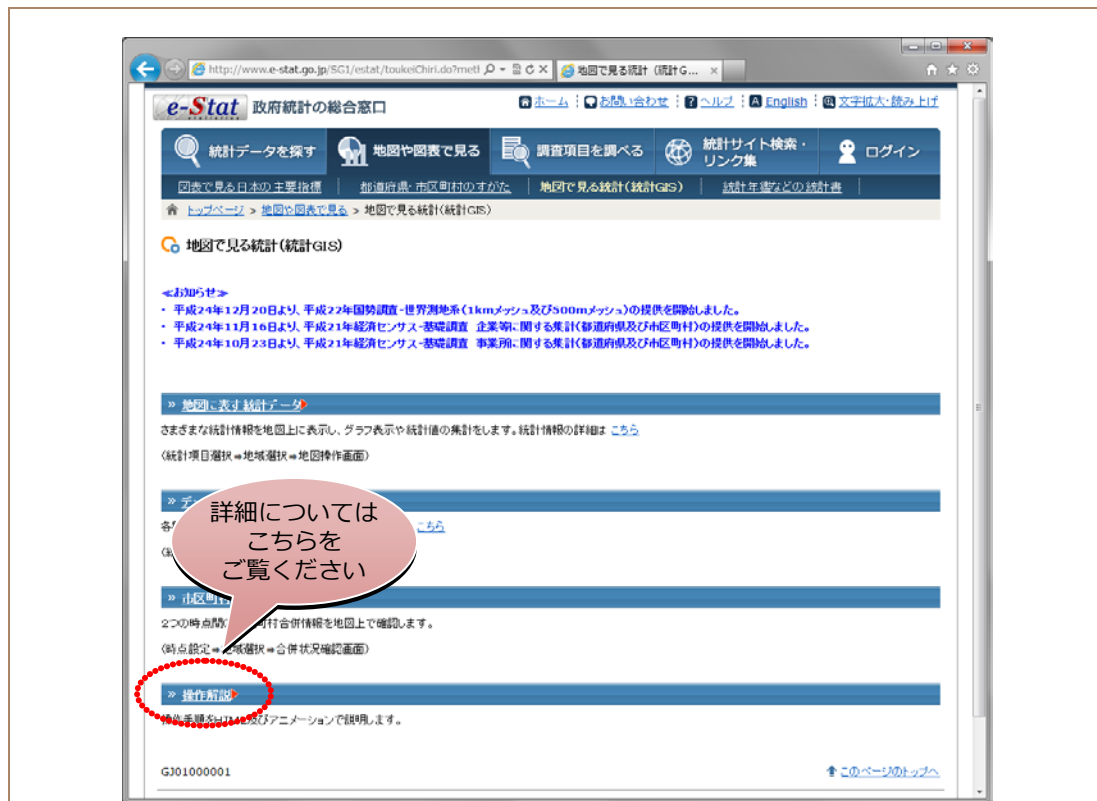 http://www.e-stat.go.jp/SG1/estat/toukeiChiri.do?metl
地図で見る統計 (統計G...
e-Stat 政府統計の総合窓口
ホーム
お問い合わせ
ヘルプ
English
文字拡大・読み上げ
統計データを探す
地図や図表で見る
調査項目を調べる
統計サイト検索・
リンク集
ログイン
図表で見る日本の主要指標 | 都道府県・市区町村のすがた | 地図で見る統計(統計GIS) | 統計年鑑などの統計書
トップページ > 地図や図表で見る > 地図で見る統計(統計GIS)
地図で見る統計(統計GIS)
≪お知らせ≫
・ 平成24年12月20日より、平成22年国勢調査-世界測地系(1kmメッシュ及び500mメッシュ)の提供を開始しました。
・ 平成24年11月16日より、平成21年経済センサス-基礎調査 企業等に関する集計(都道府県及び市区町村)の提供を開始しました。
・ 平成24年10月23日より、平成21年経済センサス-基礎調査 事業所に関する集計(都道府県及び市区町村)の提供を開始しました。
» 地図に表す統計データ
さまざまな統計情報を地図上に表示し、グラフ表示や統計値の集計をします。統計情報の詳細は こちら
(統計項目選択⇒地域選択⇒地図操作画面)
» デー
こちら
詳細については
こちらを
ご覧ください
» 市区町村
2つの時点間 町村合併情報を地図上で確認します。
(時点設定⇒ 域選択⇒合併状況確認画面)
» 操作解説
操作手順をHTML及びアニメーションで説明します。
GJ01000001
このページのトップへ